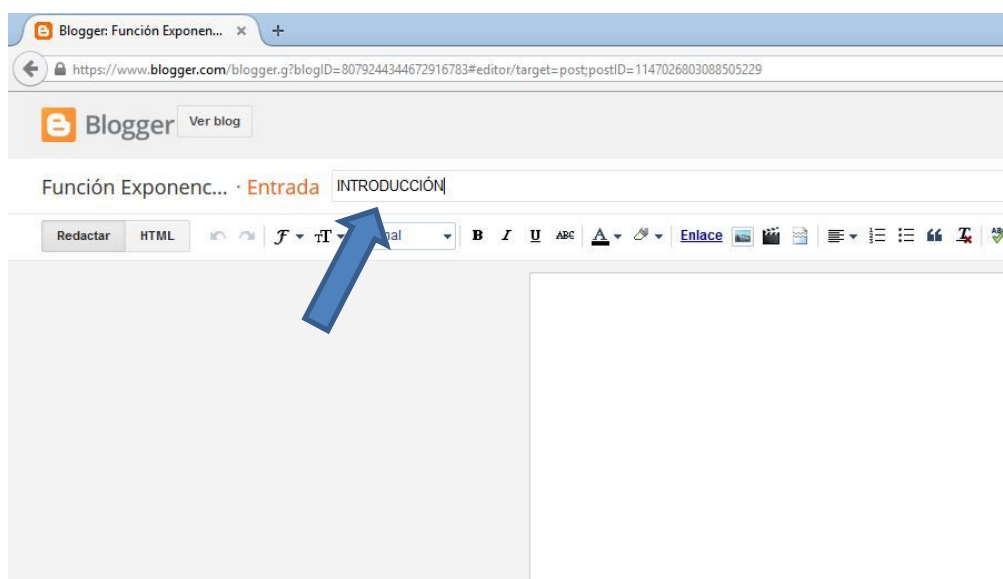 Blogger: Función Exponen... × +
https://www.blogger.com/blogger.g?blogID=8079244344672916783#editor/target=post;postID=1147026803088505229
Blogger Ver blog
Función Exponenc... · Entrada INTRODUCCIÓN
Redactar HTML F T B I U ABC A Enlace